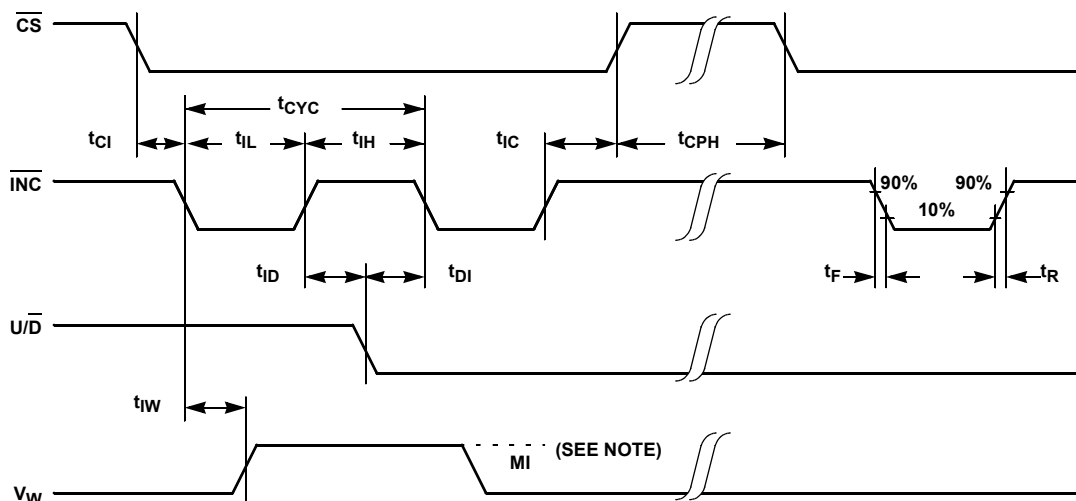 CS
tCYC
tCI
tIL
tIH
tIC
tCPH
INC
90%
90%
10%
tID
tDI
tF
tR
U/D
tIW
(SEE NOTE)
MI
VW